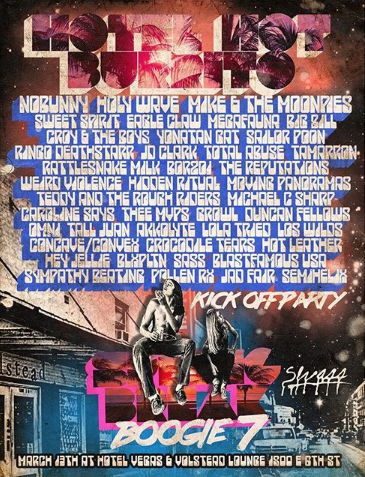 HOTEL HOT
BURRITO
NOBUNNY HOLY WAVE MIKE & THE MOONPIES
SWEET SPIRIT EAGLE CLAW MEGAFAUNA BIG BILL
CROY & THE BOYS YONATAN GAT SAILOR POON
RINGO DEATHSTARR JD CLARK TOTAL ABUSE TAMARRON
RATTLESNAKE MILK BORZOI THE REPUTATIONS
WEIRD VIOLENCE HIDDEN RITUAL MOVING PANORAMAS
TEDDY AND THE ROUGH RIDERS MICHAEL C SHARP
CAROLINE SAYS THEE MVPS GROWL DUNCAN FELLOWS
OMNI TALL JUAN AKKOLYTE LOLA TRIED LOS WILDS
CONCAVE/CONVEX CROCODILE TEARS HOT LEATHER
HEY JELLIE BLXPLTN SASS BLASTFAMOUS USA
SYMPATHY BEATING POLLEN RX JAD FAIR SEMIHELIX
KICK OFF PARTY
stead
BOOGIE 7
MARCH 13TH AT HOTEL VEGAS & VOLSTEAD LOUNGE 1500 E 6TH ST